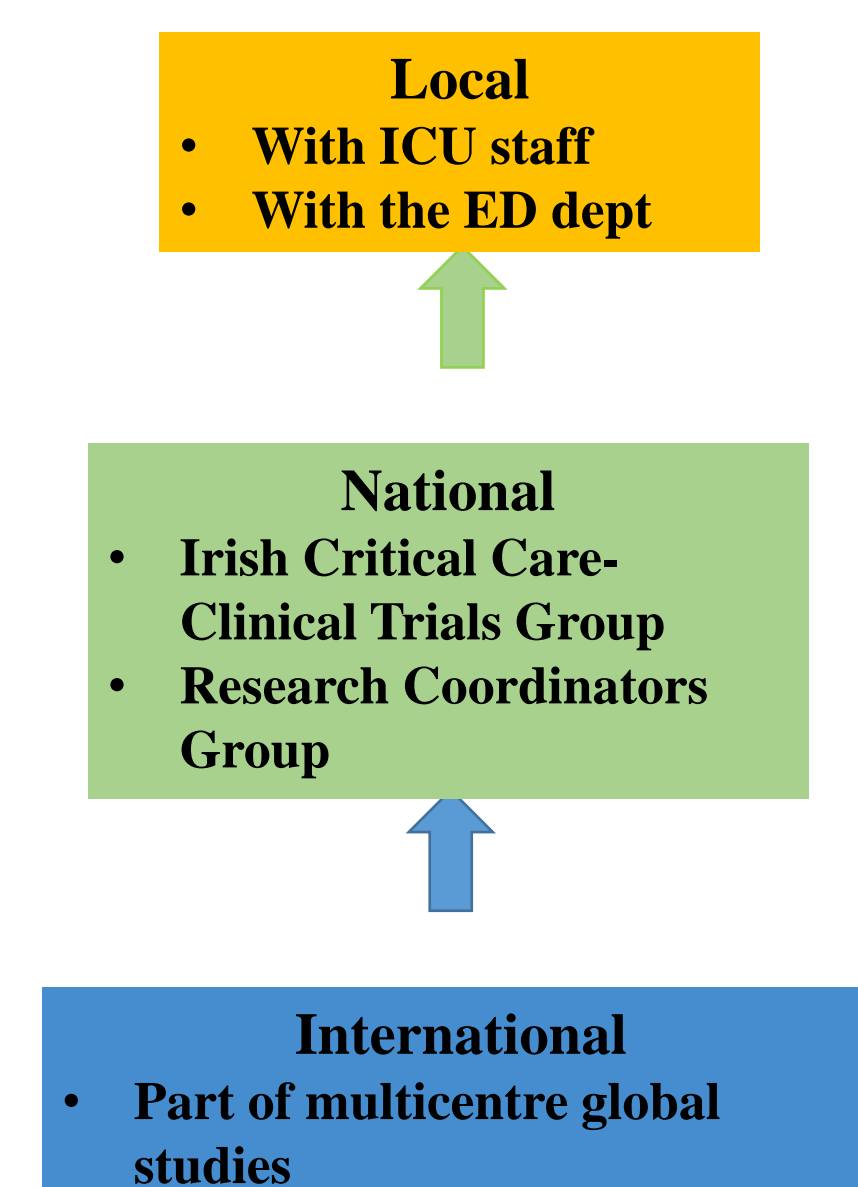 Local
• With ICU staff
• With the ED dept
National
• Irish Critical Care-
Clinical Trials Group
• Research Coordinators
Group
International
• Part of multicentre global
studies